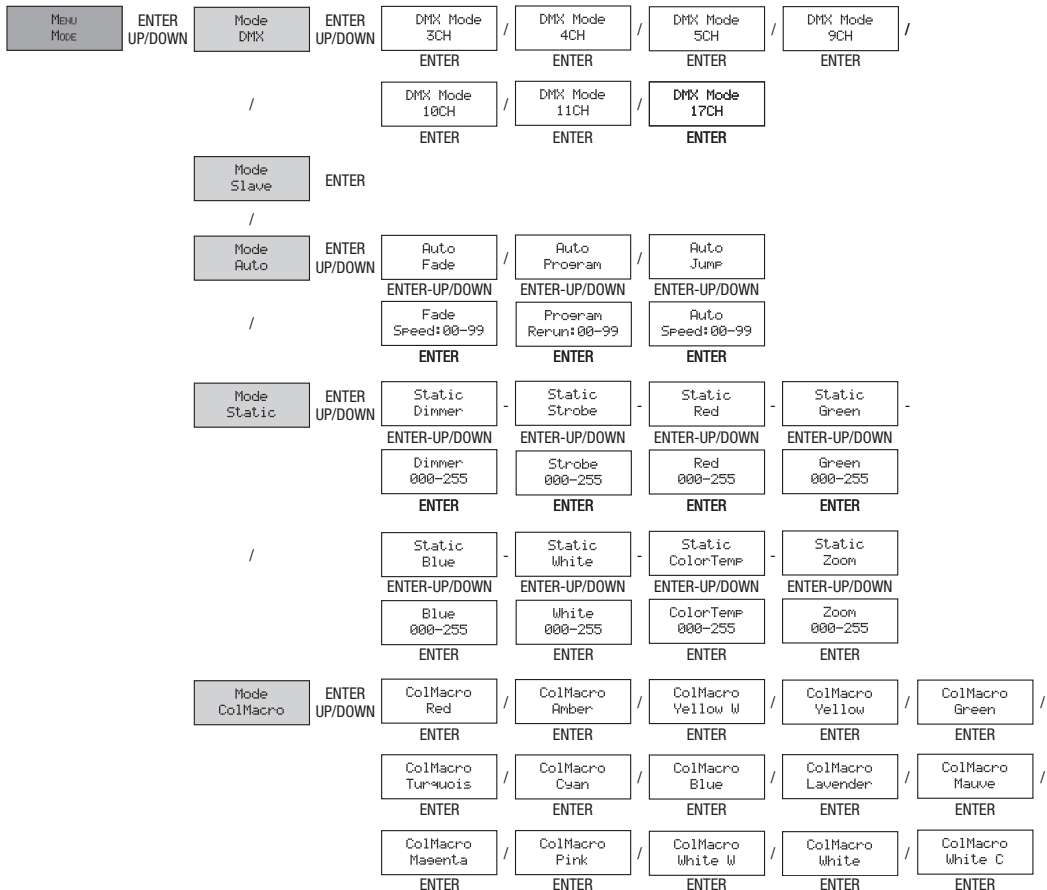 Menu ENTER Mode ENTER DMX Mode / DMX Mode / DMX Mode / DMX Mode /
Mode UP/DOWN DMX UP/DOWN 3CH 4CH 5CH 9CH
ENTER ENTER ENTER ENTER
/ DMX Mode / DMX Mode / DMX Mode
10CH 11CH 17CH
ENTER ENTER ENTER
Mode ENTER
Slave
/
Mode ENTER Auto / Auto / Auto
Auto UP/DOWN Fade Program Jump
ENTER-UP/DOWN ENTER-UP/DOWN ENTER-UP/DOWN
/ Fade Program Auto
Speed:00-99 Rerun:00-99 Speed:00-99
ENTER ENTER ENTER
Mode ENTER Static - Static - Static - Static -
Static UP/DOWN Dimmer Strobe Red Green
ENTER-UP/DOWN ENTER-UP/DOWN ENTER-UP/DOWN ENTER-UP/DOWN
Dimmer Strobe Red Green
000-255 000-255 000-255 000-255
ENTER ENTER ENTER ENTER
/ Static - Static - Static - Static
Blue White ColorTemp Zoom
ENTER-UP/DOWN ENTER-UP/DOWN ENTER-UP/DOWN ENTER-UP/DOWN
Blue White ColorTemp Zoom
000-255 000-255 000-255 000-255
ENTER ENTER ENTER ENTER
Mode ENTER ColMacro / ColMacro / ColMacro / ColMacro / ColMacro /
ColMacro UP/DOWN Red Amber Yellow W Yellow Green
ENTER ENTER ENTER ENTER ENTER
ColMacro / ColMacro / ColMacro / ColMacro / ColMacro /
Turquois Cyan Blue Lavender Mauve
ENTER ENTER ENTER ENTER ENTER
ColMacro / ColMacro / ColMacro / ColMacro / ColMacro
Magenta Pink White W White White C
ENTER ENTER ENTER ENTER ENTER